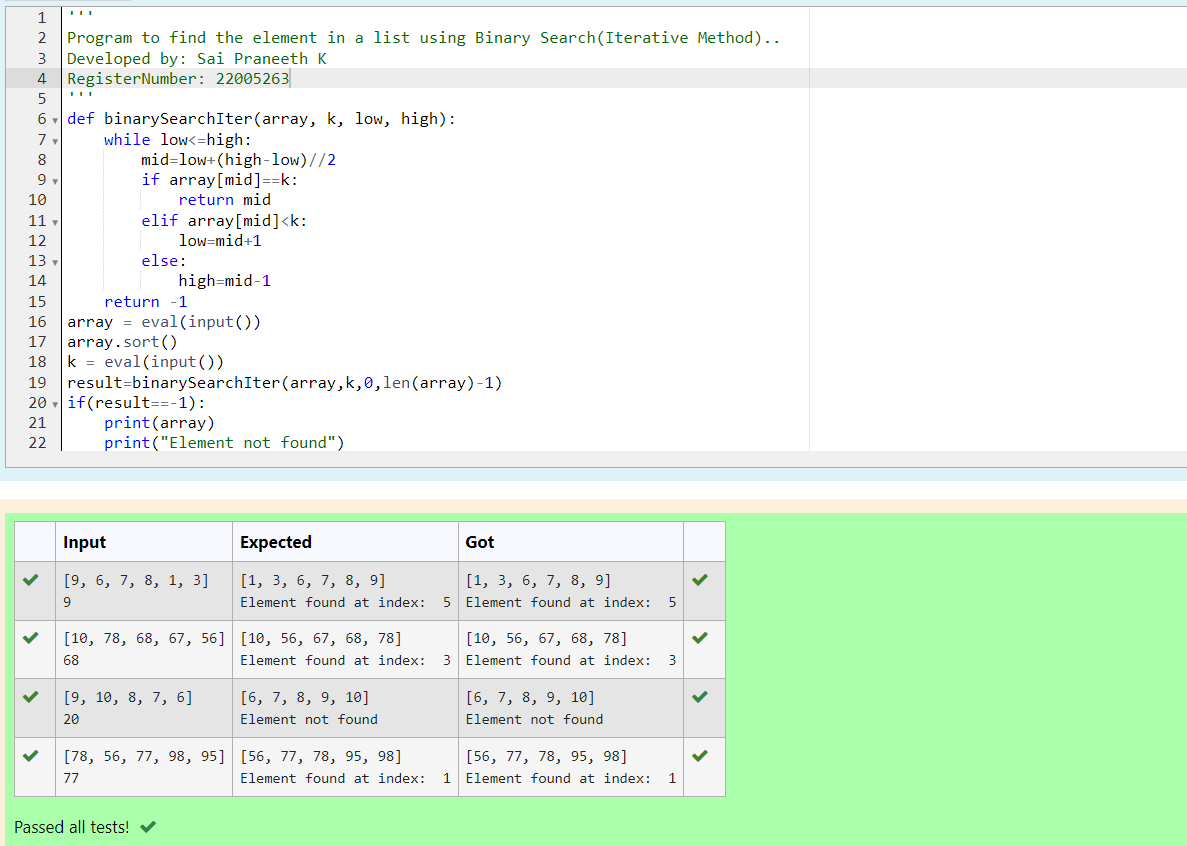 1 '''
2 Program to find the element in a list using Binary Search(Iterative Method)..
3 Developed by: Sai Praneeth K
4 RegisterNumber: 22005263
5 '''
6 def binarySearchIter(array, k, low, high):
7     while low<=high:
8         mid=low+(high-low)//2
9         if array[mid]==k:
10             return mid
11         elif array[mid]<k:
12             low=mid+1
13         else:
14             high=mid-1
15     return -1
16 array = eval(input())
17 array.sort()
18 k = eval(input())
19 result=binarySearchIter(array,k,0,len(array)-1)
20 if(result==-1):
21     print(array)
22     print("Element not found")
Input Expected Got
[9, 6, 7, 8, 1, 3] [1, 3, 6, 7, 8, 9] [1, 3, 6, 7, 8, 9]
9 Element found at index:  5 Element found at index:  5
[10, 78, 68, 67, 56] [10, 56, 67, 68, 78] [10, 56, 67, 68, 78]
68 Element found at index:  3 Element found at index:  3
[9, 10, 8, 7, 6] [6, 7, 8, 9, 10] [6, 7, 8, 9, 10]
20 Element not found Element not found
[78, 56, 77, 98, 95] [56, 77, 78, 95, 98] [56, 77, 78, 95, 98]
77 Element found at index:  1 Element found at index:  1
Passed all tests!